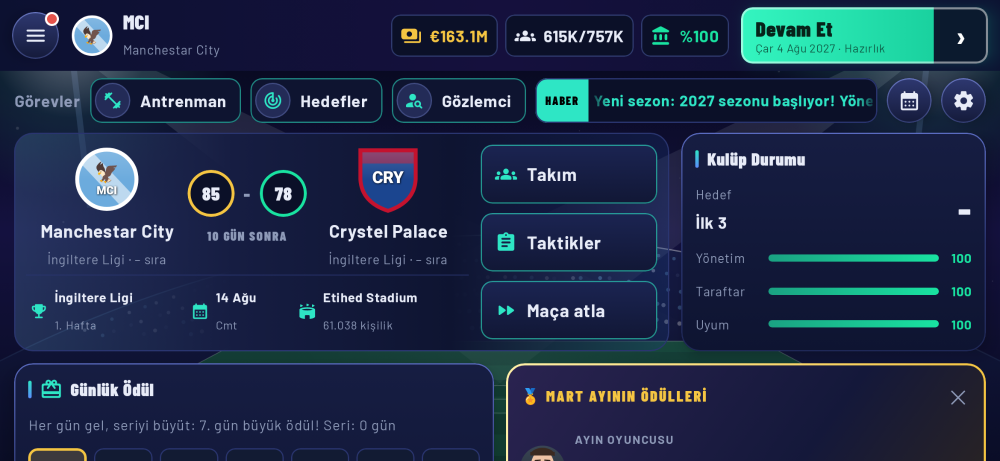 MCI
Manchestar City
€163.1M
615K/757K
%100
Devam Et
Çar 4 Ağu 2027 · Hazırlık
Görevler
Antrenman
Hedefler
Gözlemci
HABER
Yeni sezon: 2027 sezonu başlıyor! Yöne
MCI
85 - 78
CRY
Manchestar City
10 GÜN SONRA
Crystel Palace
İngiltere Ligi · – sıra
İngiltere Ligi · – sıra
İngiltere Ligi
1. Hafta
14 Ağu
Cmt
Etihed Stadium
61.038 kişilik
Takım
Taktikler
Maça atla
Kulüp Durumu
Hedef
İlk 3
–
Yönetim 100
Taraftar 100
Uyum 100
Günlük Ödül
Her gün gel, seriyi büyüt: 7. gün büyük ödül! Seri: 0 gün
MART AYININ ÖDÜLLERİ
AYIN OYUNCUSU